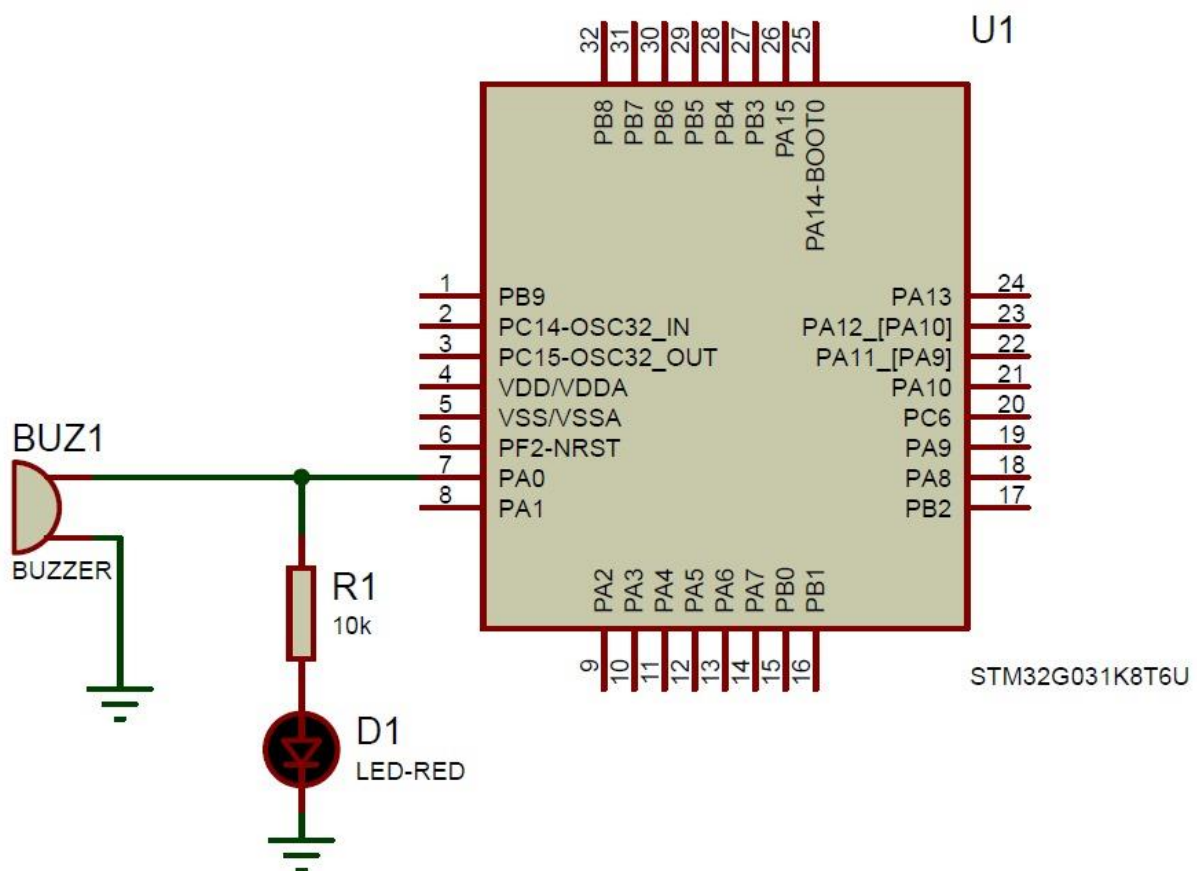 U1
32 31 30 29 28 27 26 25
PB8 PB7 PB6 PB5 PB4 PB3 PA15 PA14-BOOT0
1 PB9
2 PC14-OSC32_IN
3 PC15-OSC32_OUT
4 VDD/VDDA
5 VSS/VSSA
6 PF2-NRST
7 PA0
8 PA1
PA13 24
PA12_[PA10] 23
PA11_[PA9] 22
PA10 21
PC6 20
PA9 19
PA8 18
PB2 17
PA2 PA3 PA4 PA5 PA6 PA7 PB0 PB1
9 10 11 12 13 14 15 16
STM32G031K8T6U
BUZ1
BUZZER
R1
10k
D1
LED-RED